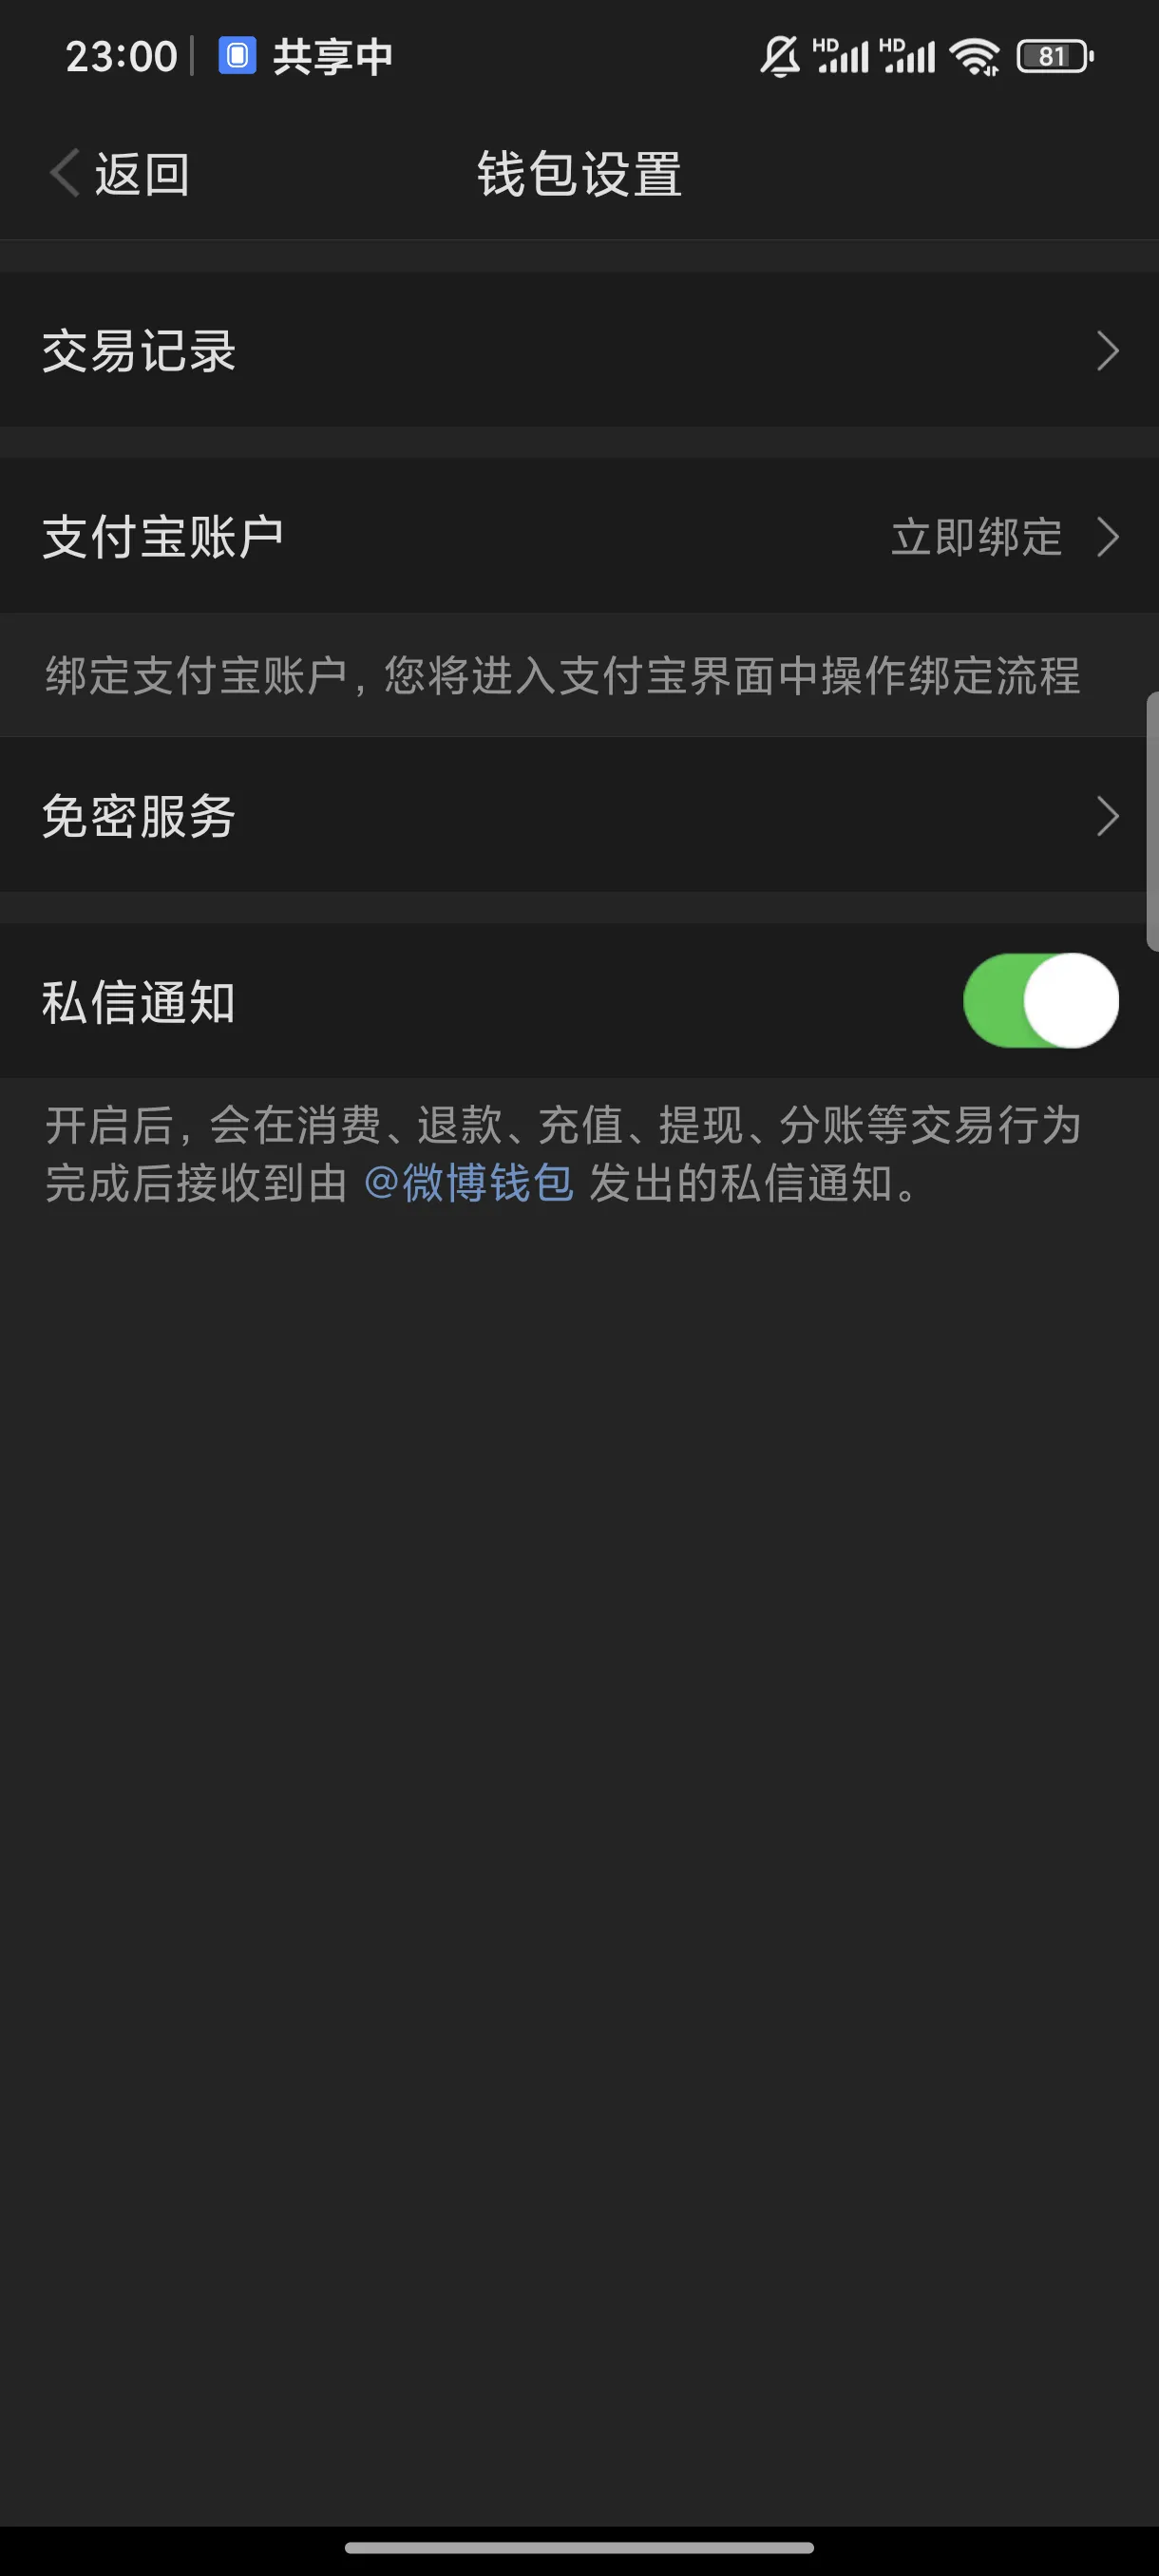 23:00 共享中 HD HD 81
返回 钱包设置
交易记录
支付宝账户 立即绑定
绑定支付宝账户，您将进入支付宝界面中操作绑定流程
免密服务
私信通知
开启后，会在消费、退款、充值、提现、分账等交易行为
完成后接收到由 @微博钱包 发出的私信通知。